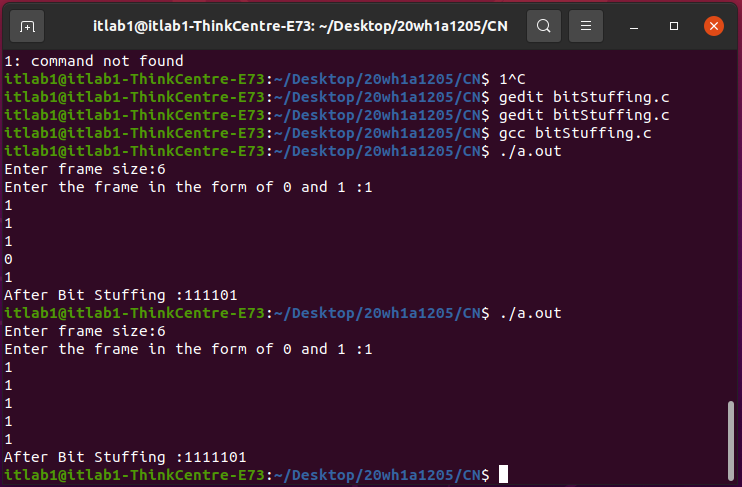 itlab1@itlab1-ThinkCentre-E73: ~/Desktop/20wh1a1205/CN
1: command not found
itlab1@itlab1-ThinkCentre-E73:~/Desktop/20wh1a1205/CN$ 1^C
itlab1@itlab1-ThinkCentre-E73:~/Desktop/20wh1a1205/CN$ gedit bitStuffing.c
itlab1@itlab1-ThinkCentre-E73:~/Desktop/20wh1a1205/CN$ gedit bitStuffing.c
itlab1@itlab1-ThinkCentre-E73:~/Desktop/20wh1a1205/CN$ gcc bitStuffing.c
itlab1@itlab1-ThinkCentre-E73:~/Desktop/20wh1a1205/CN$ ./a.out
Enter frame size:6
Enter the frame in the form of 0 and 1 :1
1
1
1
0
1
After Bit Stuffing :111101
itlab1@itlab1-ThinkCentre-E73:~/Desktop/20wh1a1205/CN$ ./a.out
Enter frame size:6
Enter the frame in the form of 0 and 1 :1
1
1
1
1
1
After Bit Stuffing :1111101
itlab1@itlab1-ThinkCentre-E73:~/Desktop/20wh1a1205/CN$